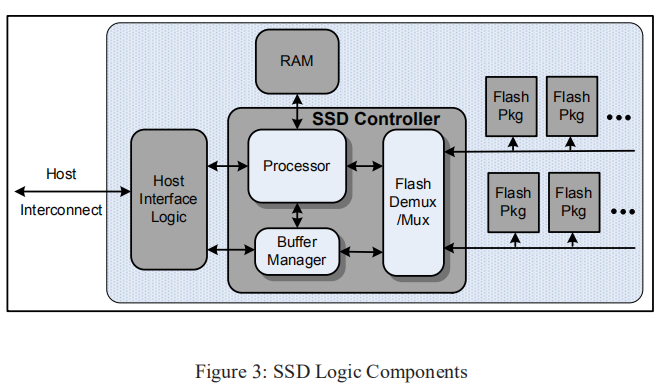 RAM
SSD Controller
Flash
Pkg
Flash
Pkg
Host
Interconnect
Host
Interface
Logic
Processor
Buffer
Manager
Flash
Demux
/Mux
Flash
Pkg
Flash
Pkg
Figure 3: SSD Logic Components